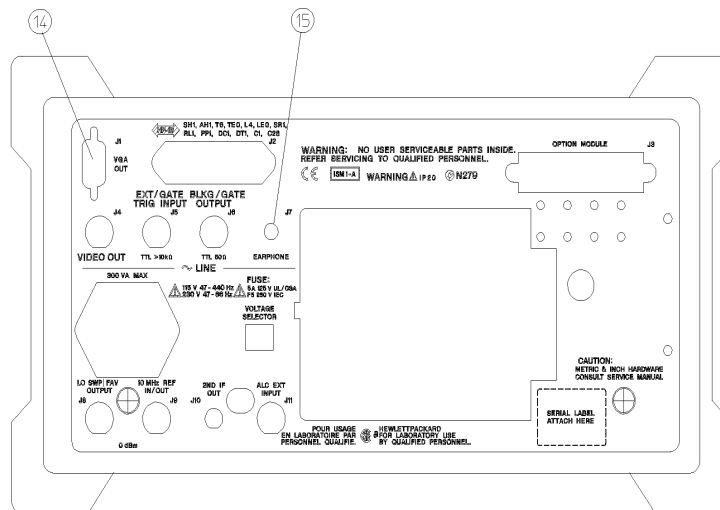 14
15
HP-IB
SH1, AH1, T6, TE0, L4, LE0, SR1,
RL1, PP1, DC1, DT1, C1, C28
J1
VGA
OUT
J2
WARNING: NO USER SERVICEABLE PARTS INSIDE.
REFER SERVICING TO QUALIFIED PERSONNEL.
CE
ISM 1-A
WARNING IP 20
N279
OPTION MODULE
J3
EXT/GATE BLKG/GATE
TRIG INPUT OUTPUT
J4
J5
J6
J7
VIDEO OUT
TTL >10kΩ
TTL 50Ω
EARPHONE
~ LINE
300 VA MAX
115 V 47-440 Hz
230 V 47-66 Hz
FUSE:
5A 125 V UL/CSA
F5 250 V IEC
VOLTAGE
SELECTOR
LO SWP|FAV
OUTPUT
10 MHz REF
IN/OUT
2ND IF
OUT
ALC EXT
INPUT
J8
J9
J10
J11
0 dBm
CAUTION:
METRIC & INCH HARDWARE
CONSULT SERVICE MANUAL
SERIAL LABEL
ATTACH HERE
POUR USAGE
EN LABORATOIRE PAR
PERSONNEL QUALIFIE.
HEWLETTPACKARD
FOR LABORATORY USE
BY QUALIFIED PERSONNEL.